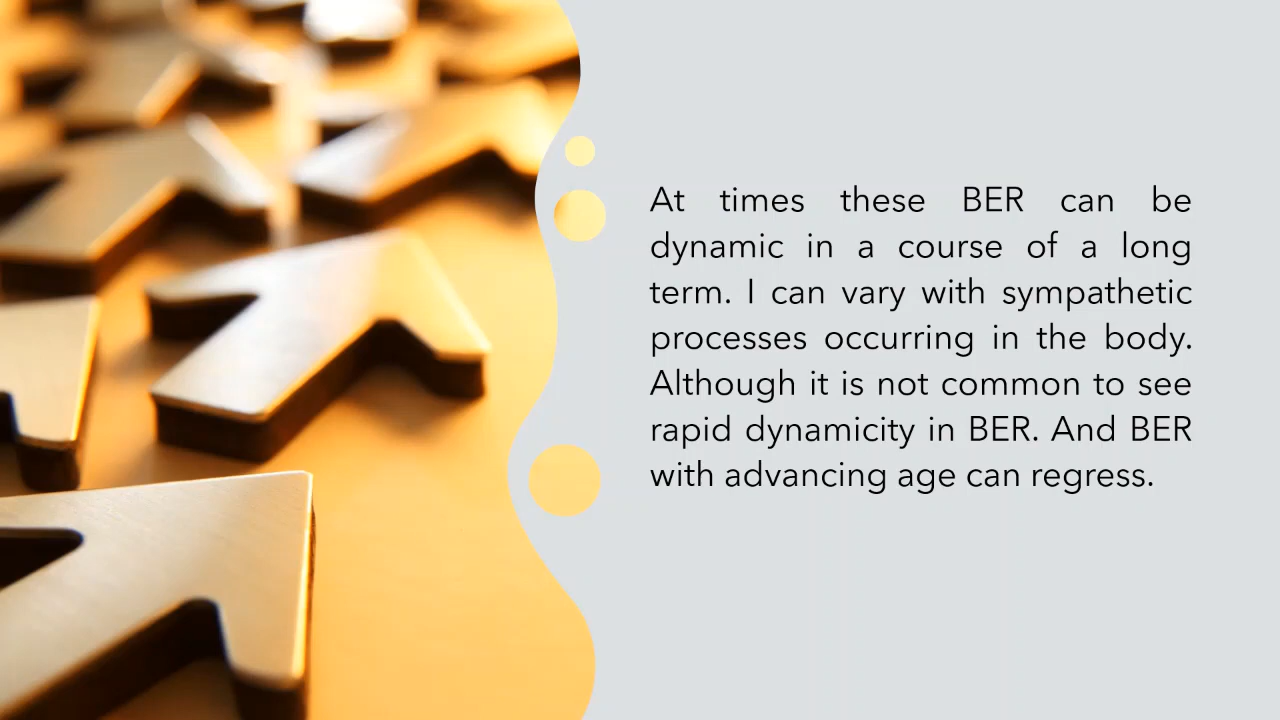 At times these BER can be
dynamic in a course of a long
term. I can vary with sympathetic
processes occurring in the body.
Although it is not common to see
rapid dynamicity in BER. And BER
with advancing age can regress.